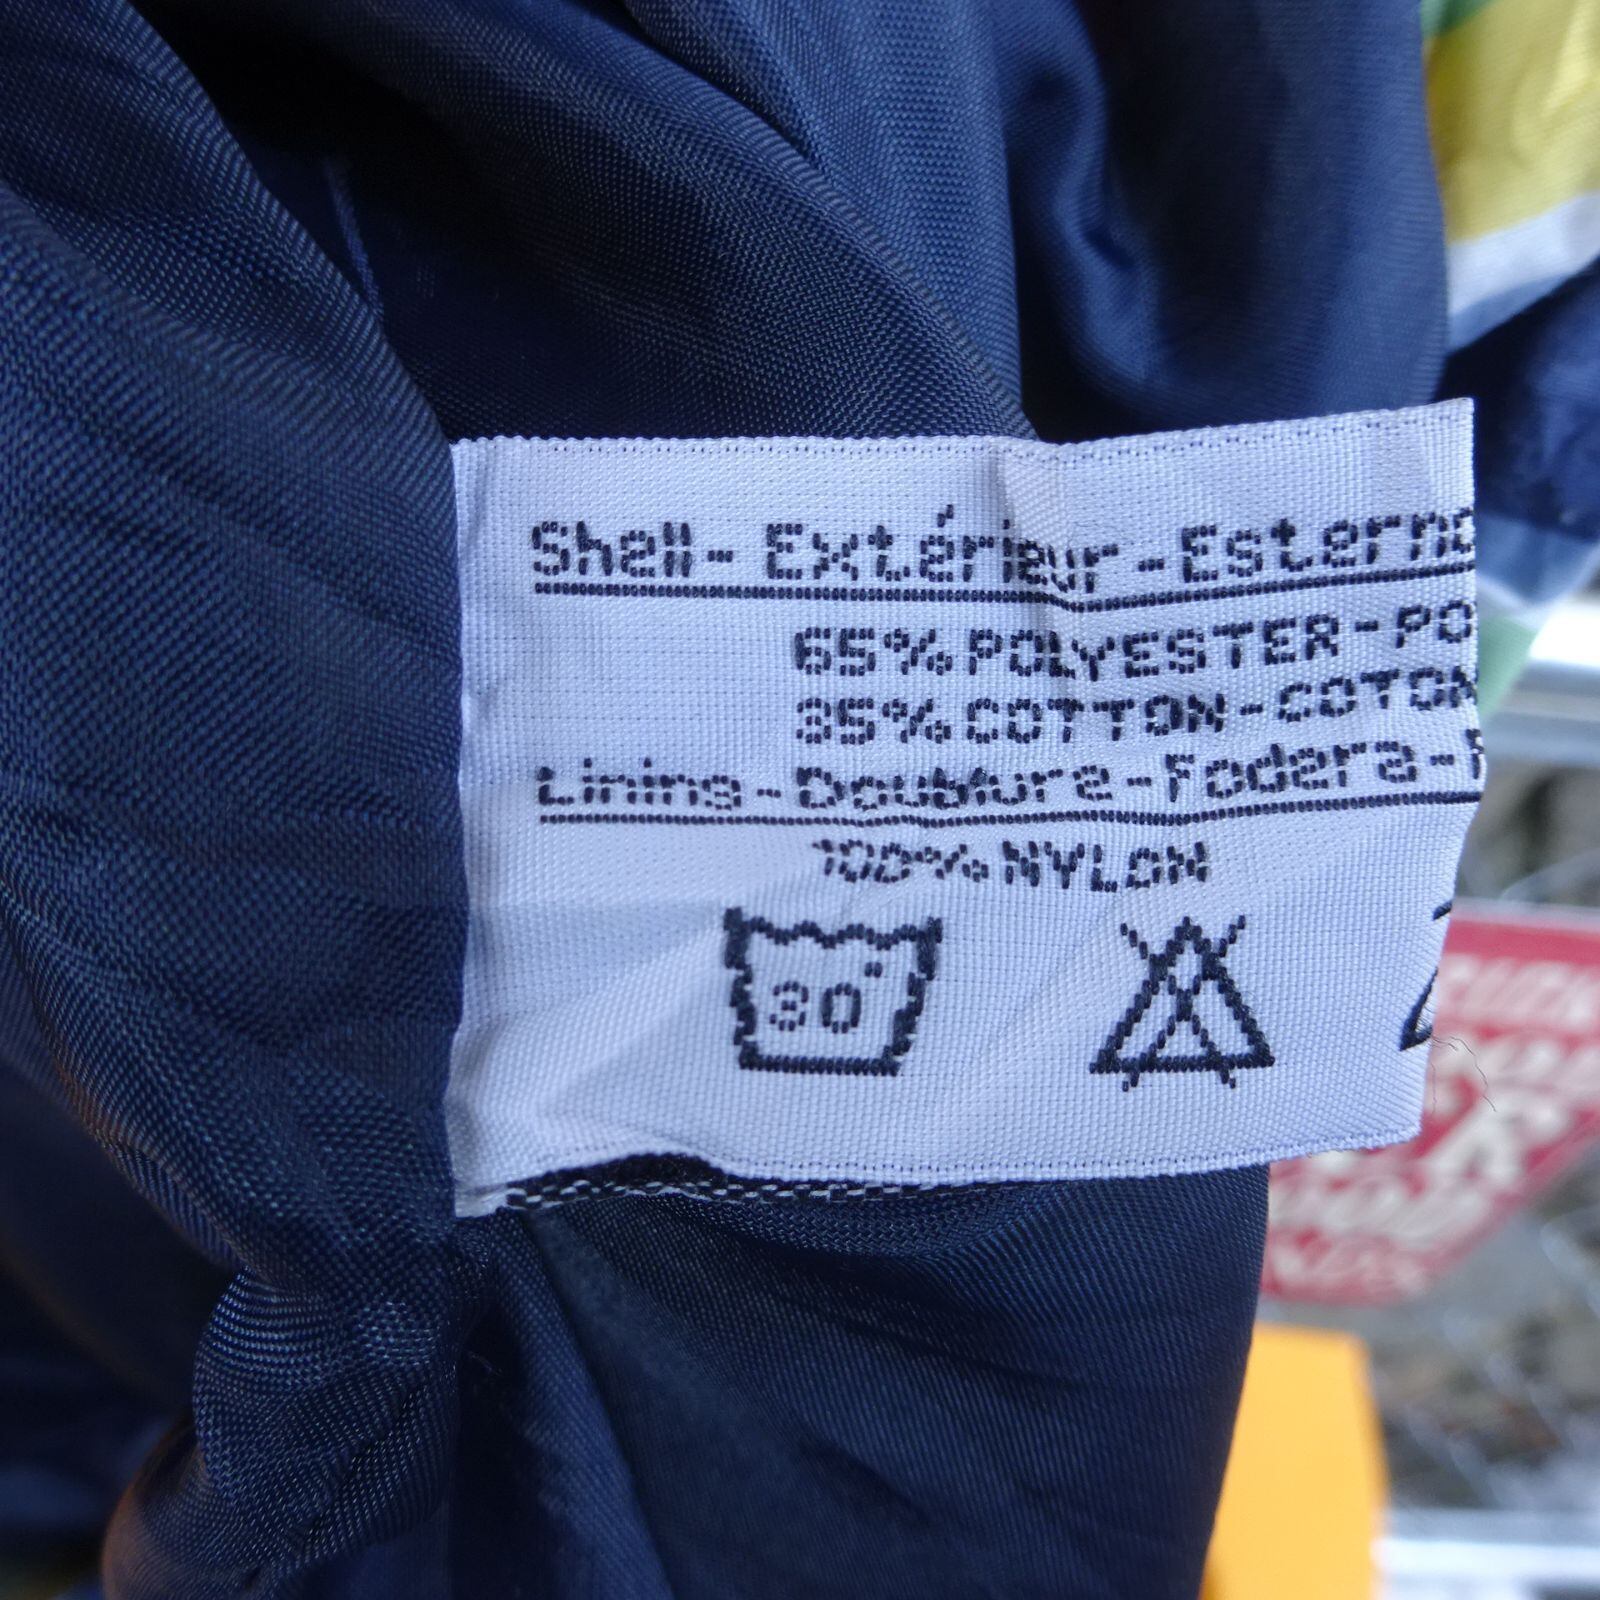 Shell - Extérieur - Esterno
65% POLYESTER - PO
35% COTTON - COTON
Lining - Doublure - Fodera -
100% NYLON
30°